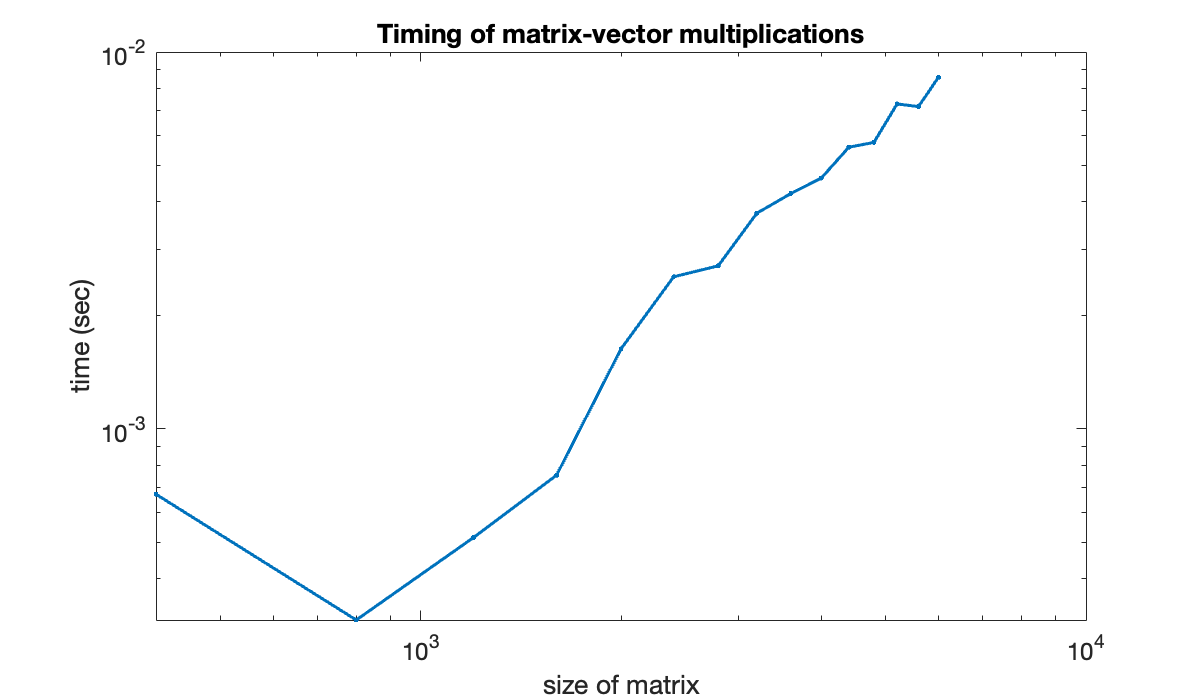 Timing of matrix-vector multiplications
10^-2
10^-3
time (sec)
10^3
10^4
size of matrix